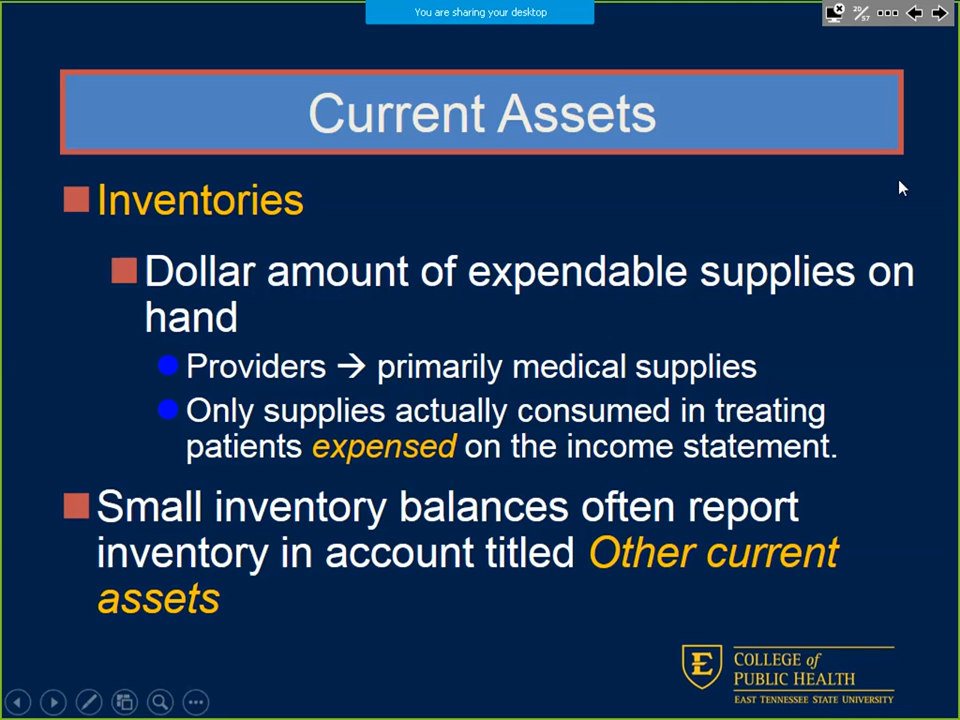 You are sharing your desktop
20/57
Current Assets
Inventories
Dollar amount of expendable supplies on
hand
Providers → primarily medical supplies
Only supplies actually consumed in treating
patients expensed on the income statement.
Small inventory balances often report
inventory in account titled Other current
assets
E
COLLEGE of
PUBLIC HEALTH
EAST TENNESSEE STATE UNIVERSITY